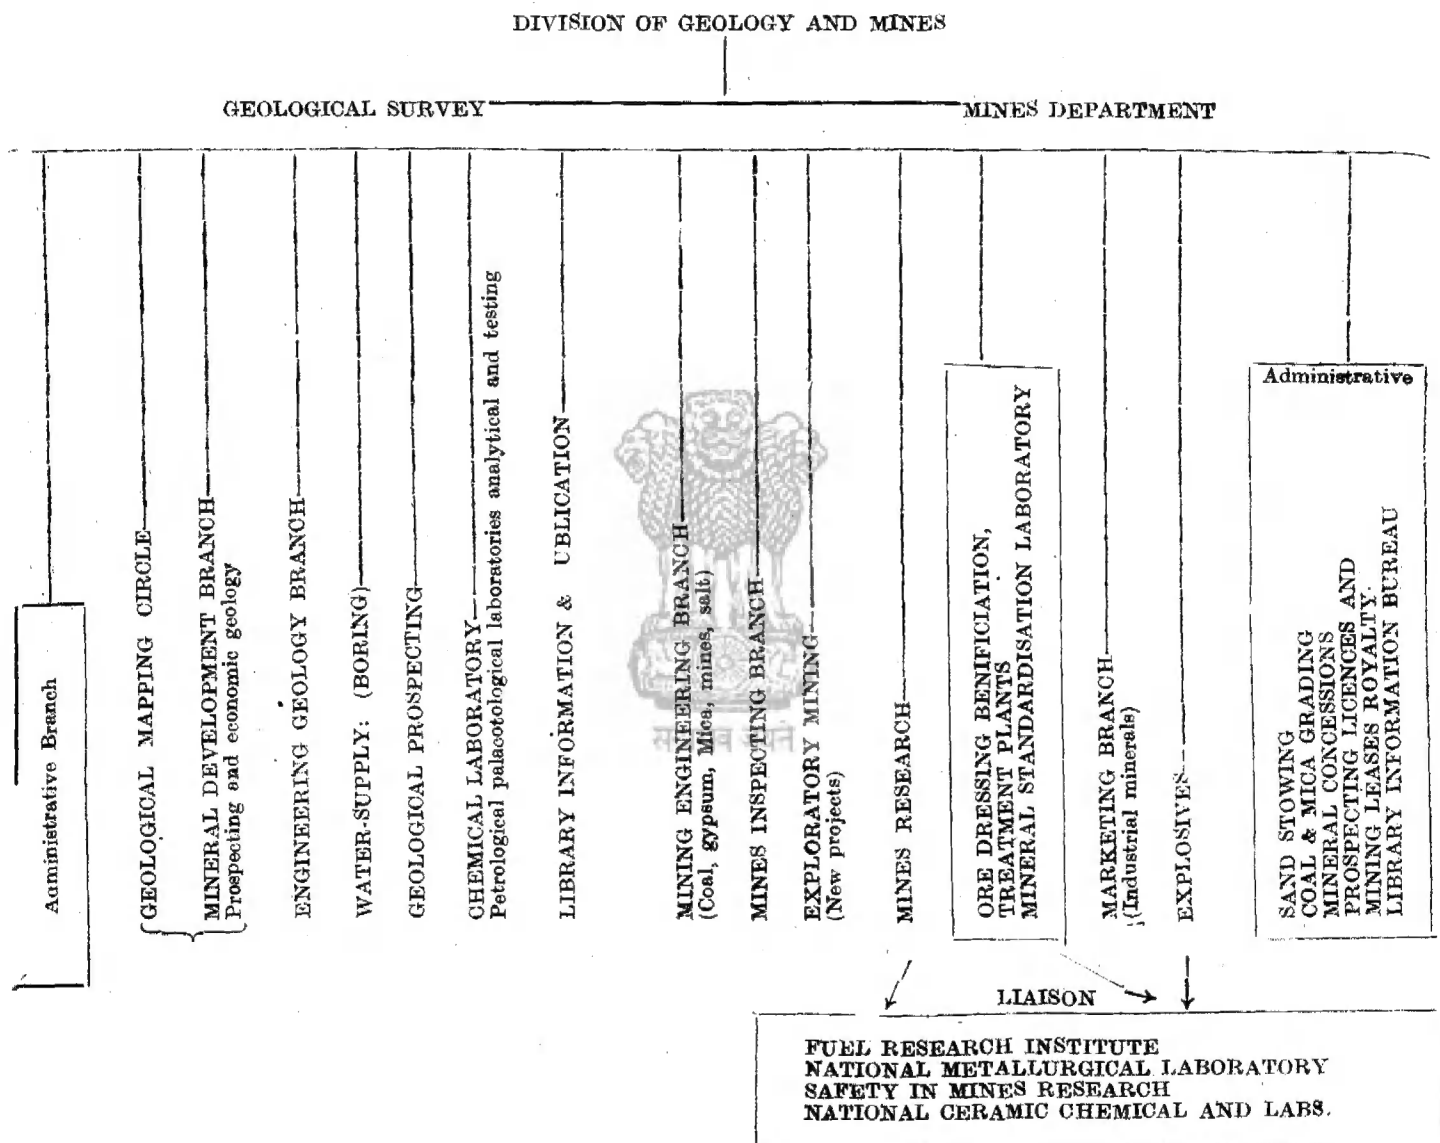 DIVISION OF GEOLOGY AND MINES
GEOLOGICAL SURVEY
MINES DEPARTMENT
Administrative Branch
GEOLOGICAL MAPPING CIRCLE
MINERAL DEVELOPMENT BRANCH
Prospecting and economic geology
ENGINEERING GEOLOGY BRANCH
WATER-SUPPLY: (BORING)
GEOLOGICAL PROSPECTING
CHEMICAL LABORATORY
Petrological palacotological laboratories analytical and testing
LIBRARY INFORMATION & UBLICATION
MINING ENGINEERING BRANCH
(Coal, gypsum, Mica, mines, salt)
MINES INSPECTING BRANCH
EXPLORATORY MINING
(New projects)
MINES RESEARCH
ORE DRESSING BENIFICIATION,
TREATMENT PLANTS
MINERAL STANDARDISATION LABORATORY
MARKETING BRANCH
(Industrial minerals)
EXPLOSIVES
Administrative
SAND STOWING
COAL & MICA GRADING
MINERAL CONCESSIONS
PROSPECTING LICENCES AND
MINING LEASES ROYALTY.
LIBRARY INFORMATION BUREAU
LIAISON
FUEL RESEARCH INSTITUTE
NATIONAL METALLURGICAL LABORATORY
SAFETY IN MINES RESEARCH
NATIONAL CERAMIC CHEMICAL AND LABS.